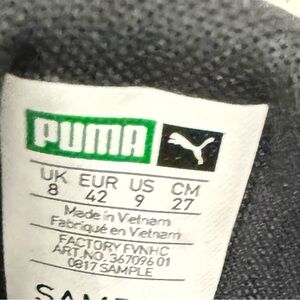 PUMA
UK EUR US CM
8 42 9 27
Made in Vietnam
Fabriqué en Vietnam
FACTORY FVNHC
ART.NO. 367096 01
0817 SAMPLE